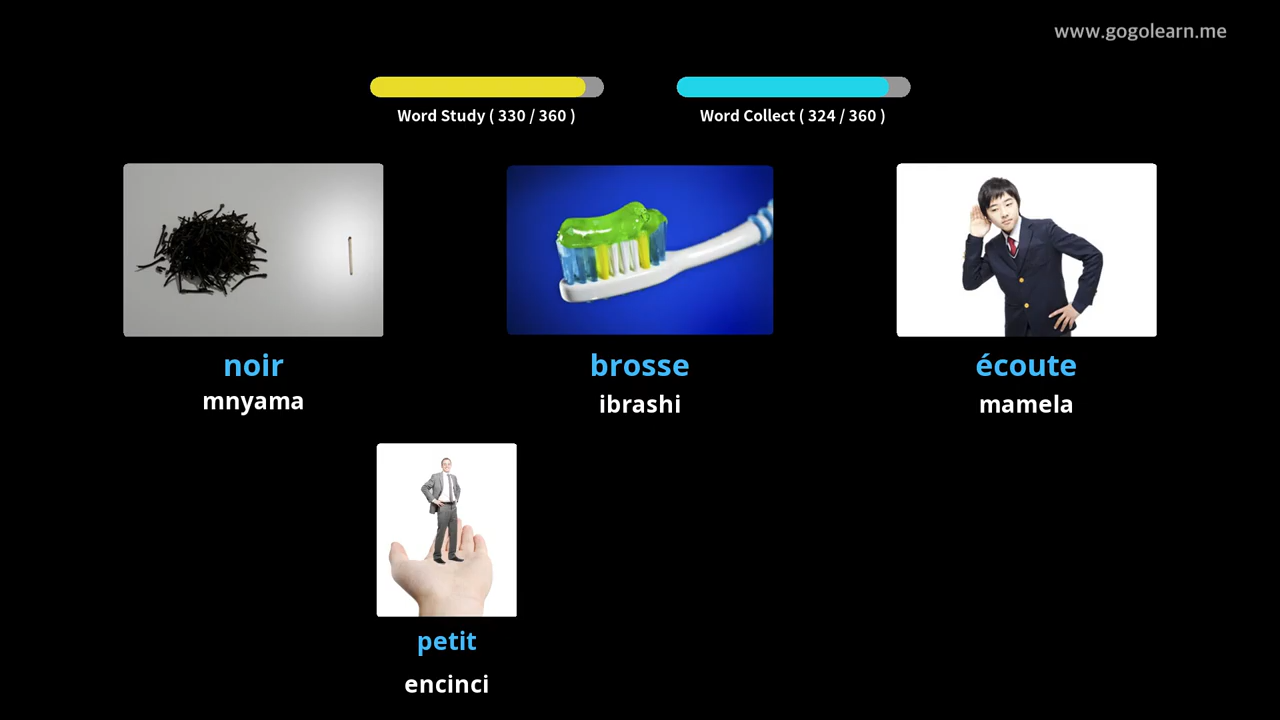 www.gogolearn.me
Word Study ( 330 / 360 )
Word Collect ( 324 / 360 )
noir
mnyama
brosse
ibrashi
écoute
mamela
petit
encinci